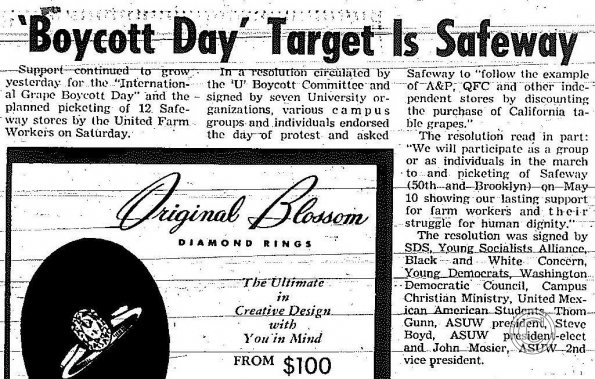 'Boycott Day' Target Is Safeway
Support continued to grow
yesterday for the "Internation-
al Grape Boycott Day" and the
planned picketing of 12 Safe-
way stores by the United Farm
Workers on Saturday.
In a resolution circulated by
the 'U' Boycott Committee and
signed by seven University or-
ganizations, various campus
groups and individuals endorsed
the day of protest and asked
Safeway to "follow the example
of A&P, QFC and other inde-
pendent stores by discounting
the purchase of California ta-
ble grapes."
The resolution read in part:
"We will participate as a group
or as individuals in the march
to and picketing of Safeway
(50th and Brooklyn) on May
10 showing our lasting support
for farm workers and their
struggle for human dignity."
The resolution was signed by
SDS, Young Socialists Alliance,
Black and White Concern,
Young Democrats, Washington
Democratic Council, Campus
Christian Ministry, United Mex-
ican American Students, Thom
Gunn, ASUW president, Steve
Boyd, ASUW president-elect
and John Mosier, ASUW 2nd
vice president.
Original Blossom
DIAMOND RINGS
The Ultimate
in
Creative Design
with
You in Mind
FROM $100